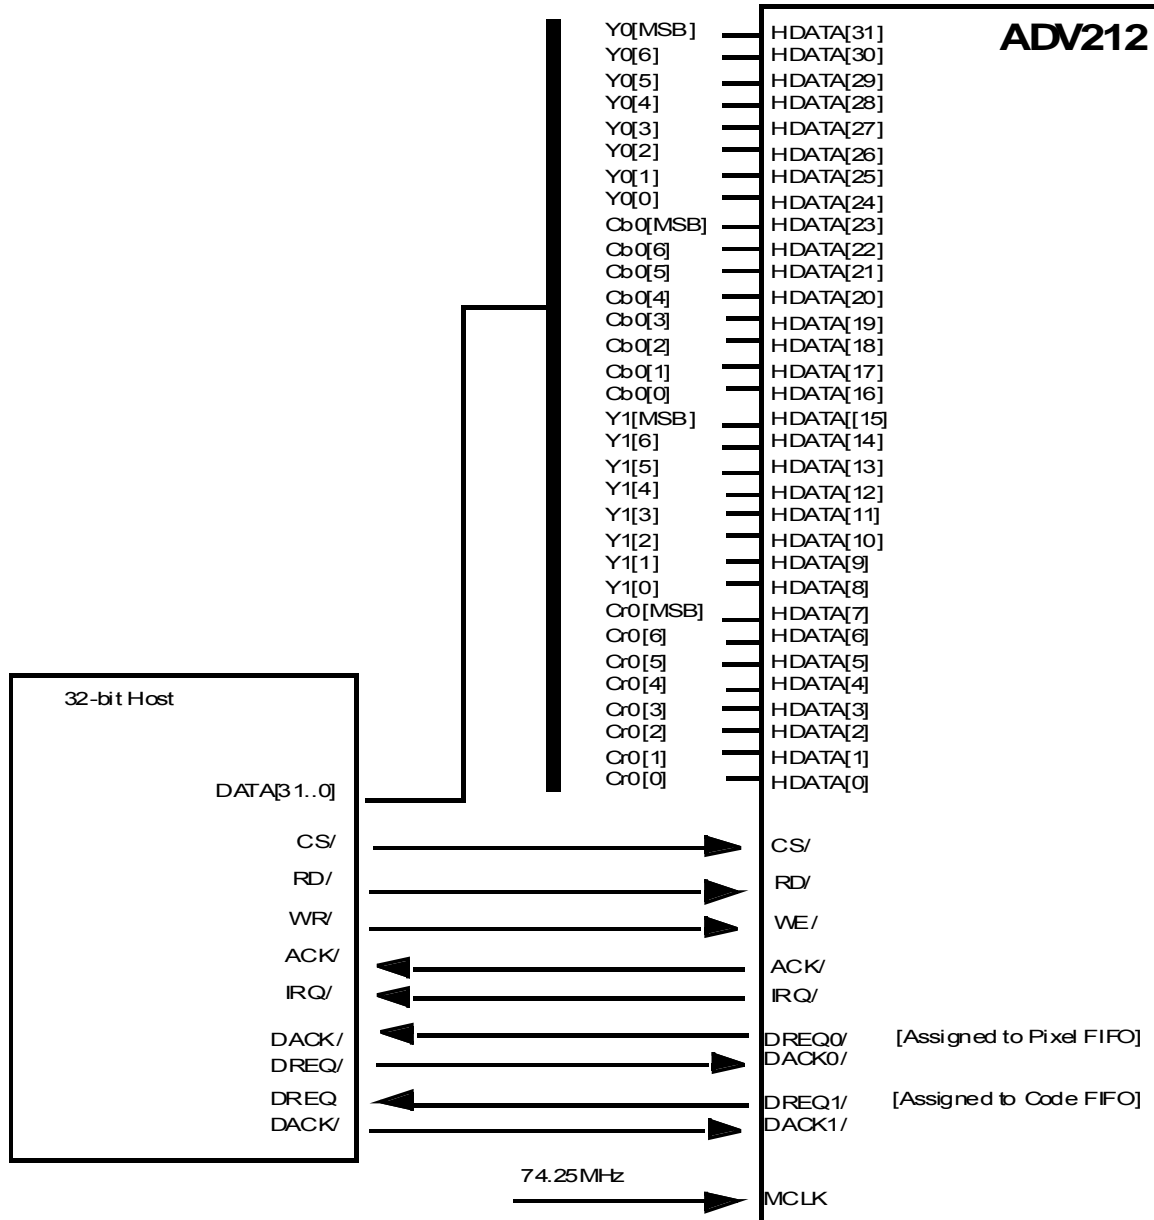 ADV212
Y0[MSB] HDATA[31]
Y0[6] HDATA[30]
Y0[5] HDATA[29]
Y0[4] HDATA[28]
Y0[3] HDATA[27]
Y0[2] HDATA[26]
Y0[1] HDATA[25]
Y0[0] HDATA[24]
Cb0[MSB] HDATA[23]
Cb0[6] HDATA[22]
Cb0[5] HDATA[21]
Cb0[4] HDATA[20]
Cb0[3] HDATA[19]
Cb0[2] HDATA[18]
Cb0[1] HDATA[17]
Cb0[0] HDATA[16]
Y1[MSB] HDATA[[15]
Y1[6] HDATA[14]
Y1[5] HDATA[13]
Y1[4] HDATA[12]
Y1[3] HDATA[11]
Y1[2] HDATA[10]
Y1[1] HDATA[9]
Y1[0] HDATA[8]
Cr0[MSB] HDATA[7]
Cr0[6] HDATA[6]
Cr0[5] HDATA[5]
Cr0[4] HDATA[4]
Cr0[3] HDATA[3]
Cr0[2] HDATA[2]
Cr0[1] HDATA[1]
Cr0[0] HDATA[0]
32-bit Host
DATA[31..0]
CS/ CS/
RD/ RD/
WR/ WE/
ACK/ ACK/
IRQ/ IRQ/
DACK/ DREQ0/ [Assigned to Pixel FIFO]
DREQ/ DACK0/
DREQ DREQ1/ [Assigned to Code FIFO]
DACK/ DACK1/
74.25MHz MCLK